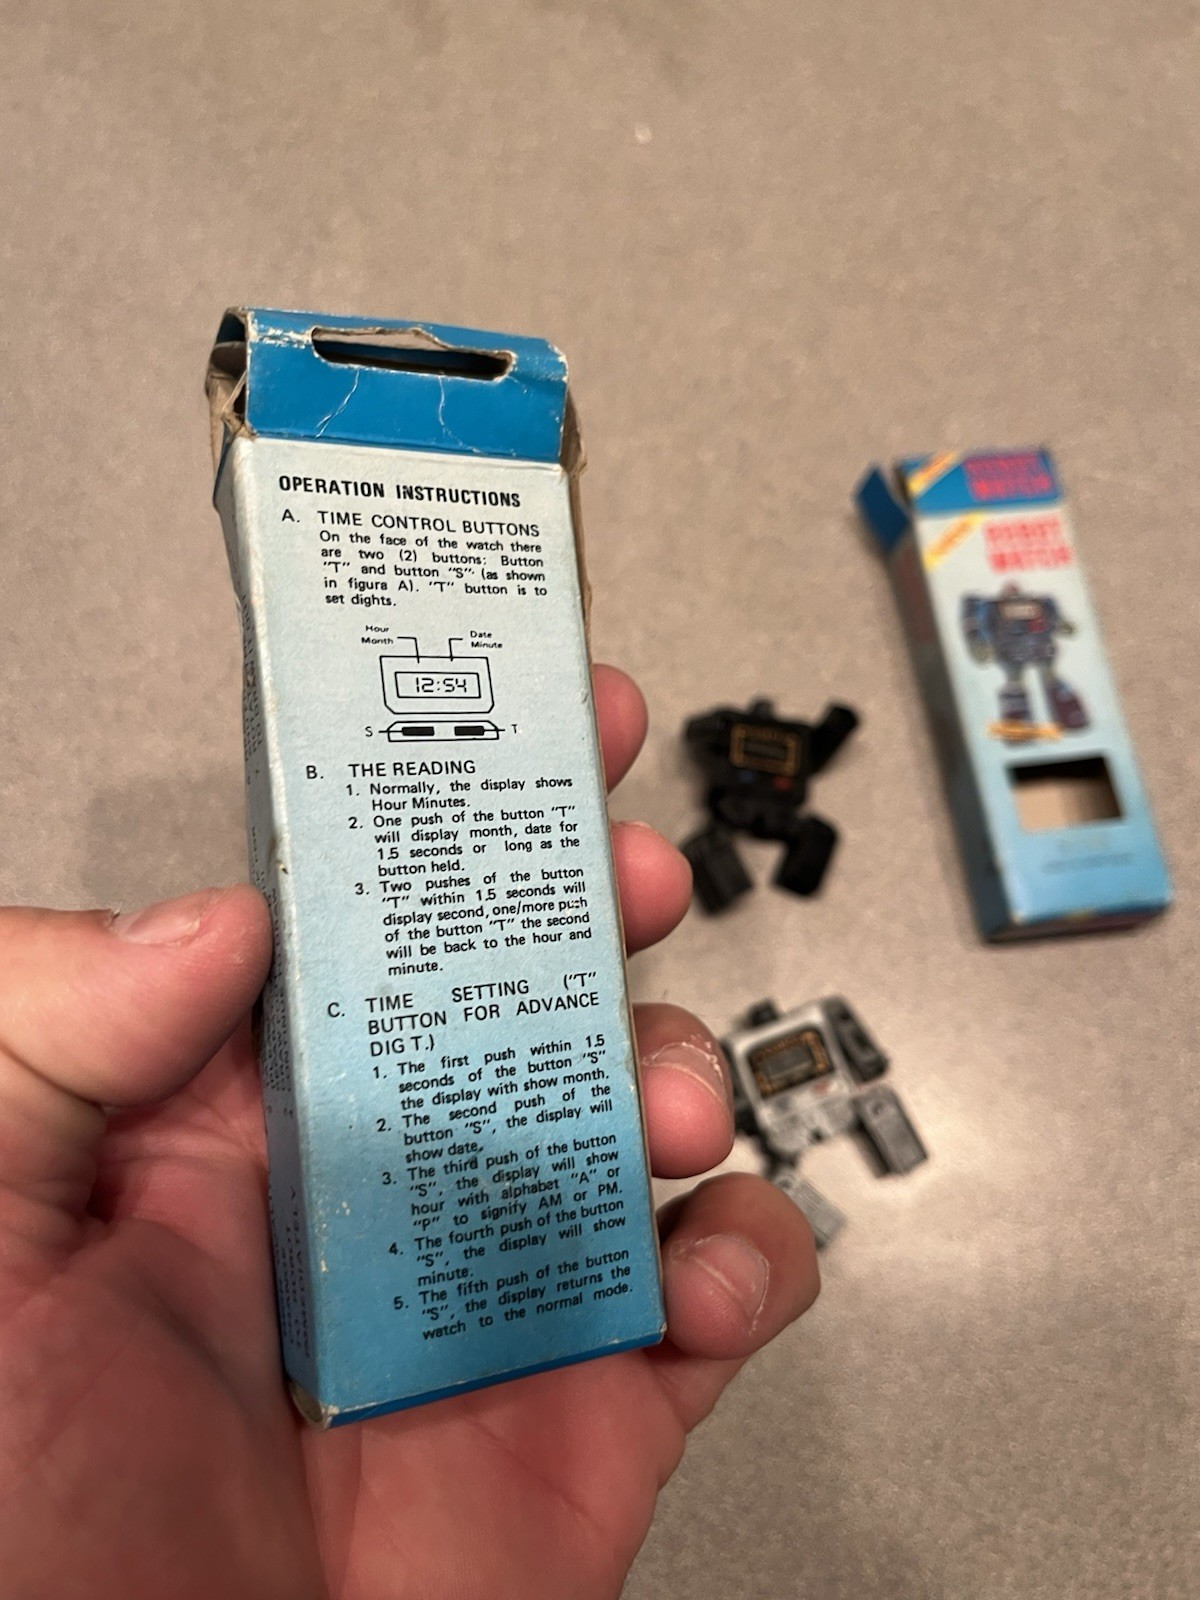 OPERATION INSTRUCTIONS
A. TIME CONTROL BUTTONS
On the face of the watch there
are two (2) buttons: Button
"T" and button "S" (as shown
in figura A). "T" button is to
set dights.
Hour
Month
Date
Minute
12:54
S
T
B. THE READING
1. Normally, the display shows
Hour Minutes.
2. One push of the button "T"
will display month, date for
1.5 seconds or long as the
button held.
3. Two pushes of the button
"T" within 1.5 seconds will
display second, one/more push
of the button "T" the second
will be back to the hour and
minute.
C. TIME SETTING ("T"
BUTTON FOR ADVANCE
DIG T.)
1. The first push within 1.5
seconds of the button "S"
the display with show month.
2. The second push of the
button "S", the display will
show date.
3. The third push of the button
"S", the display will show
hour with alphabet "A" or
"P" to signify AM or PM.
4. The fourth push of the button
"S", the display will show
minute.
5. The fifth push of the button
"S", the display returns the
watch to the normal mode.
ROBOT
WATCH
ROBOT
WATCH